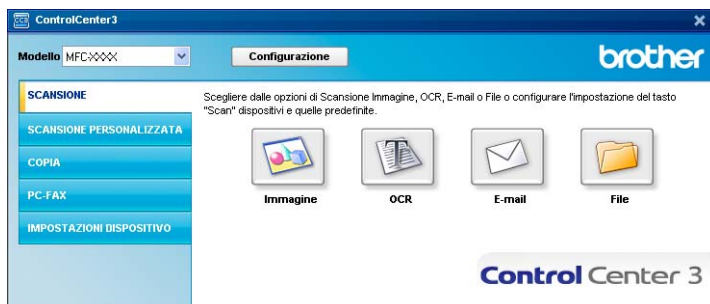 ControlCenter3
Modello MFC-XXXX Configurazione brother
SCANSIONE
SCANSIONE PERSONALIZZATA
COPIA
PC-FAX
IMPOSTAZIONI DISPOSITIVO
Scegliere dalle opzioni di Scansione Immagine, OCR, E-mail o File o configurare l'impostazione del tasto
"Scan" dispositivi e quelle predefinite.
Immagine OCR E-mail File
Control Center 3